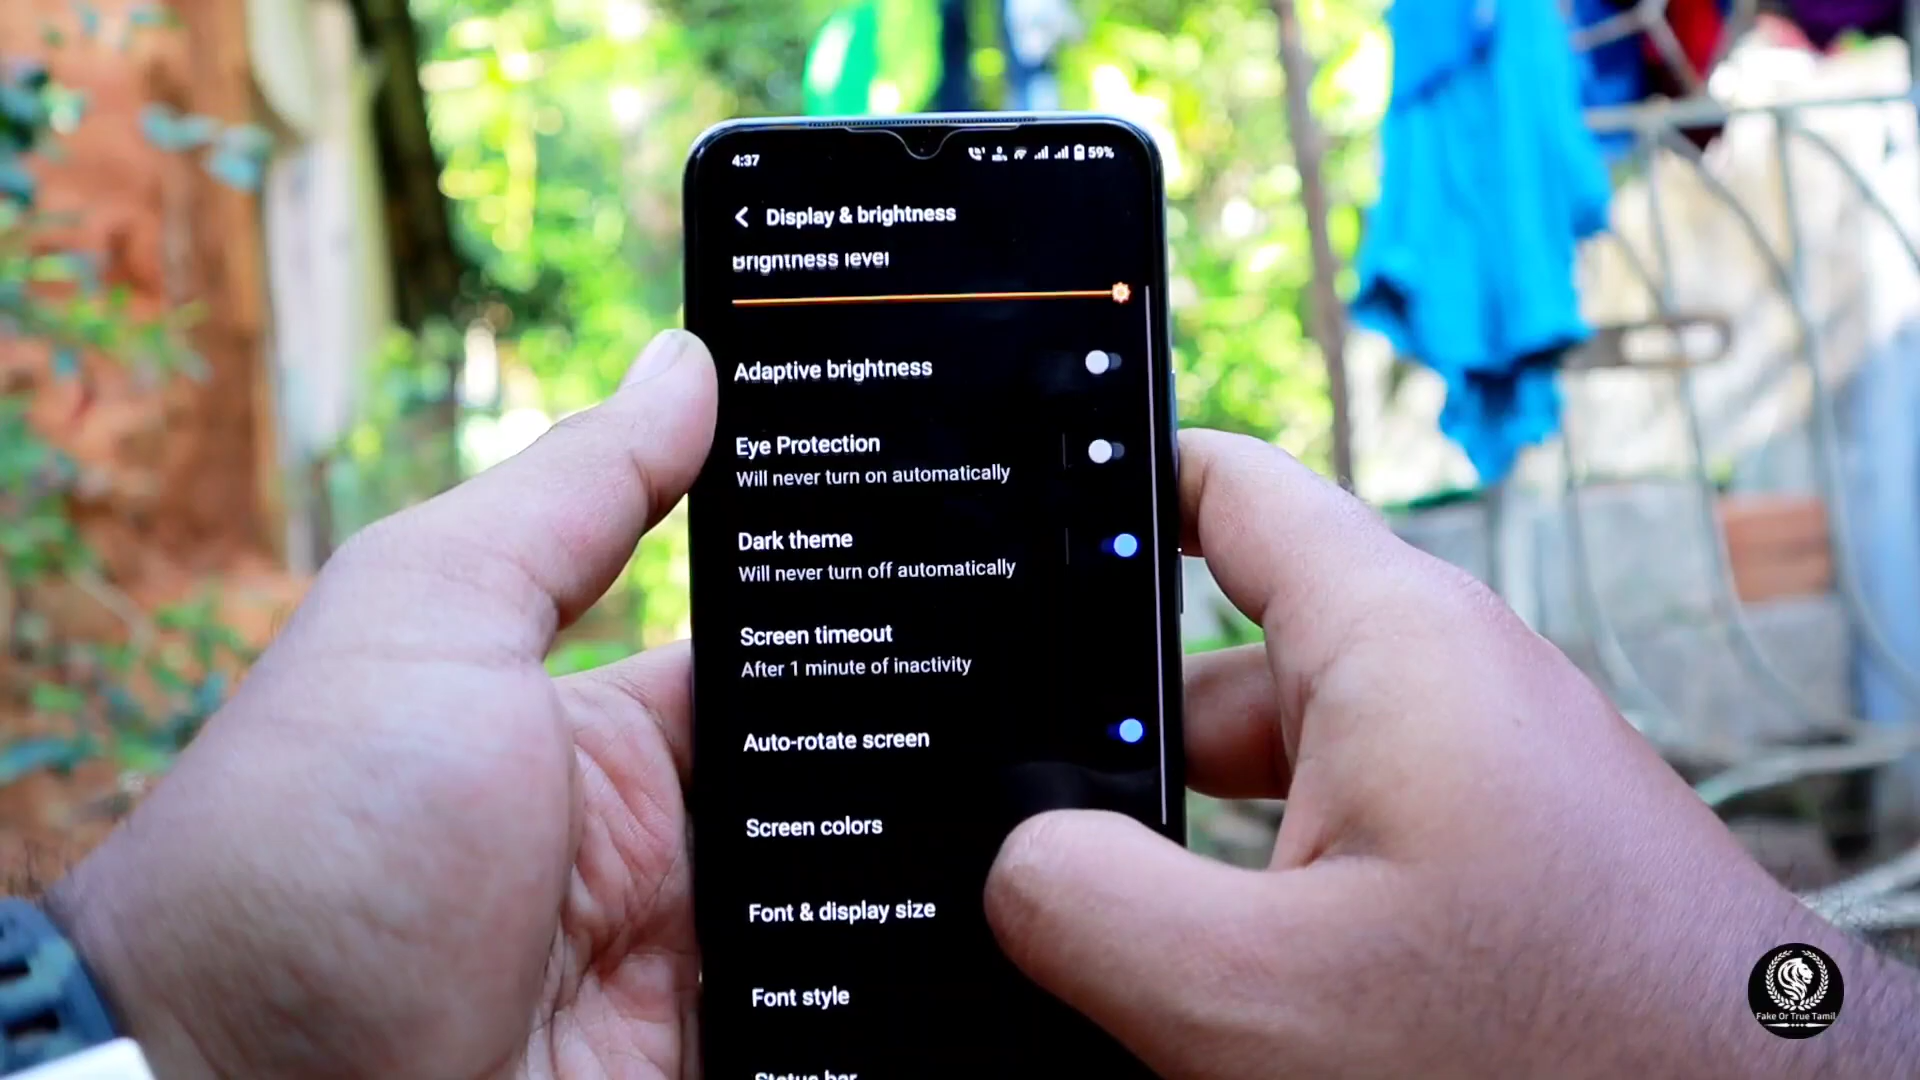 4:37
59%
Display & brightness
Brightness level
Adaptive brightness
Eye Protection
Will never turn on automatically
Dark theme
Will never turn off automatically
Screen timeout
After 1 minute of inactivity
Auto-rotate screen
Screen colors
Font & display size
Font style
Status bar
Fake Or True Tamil